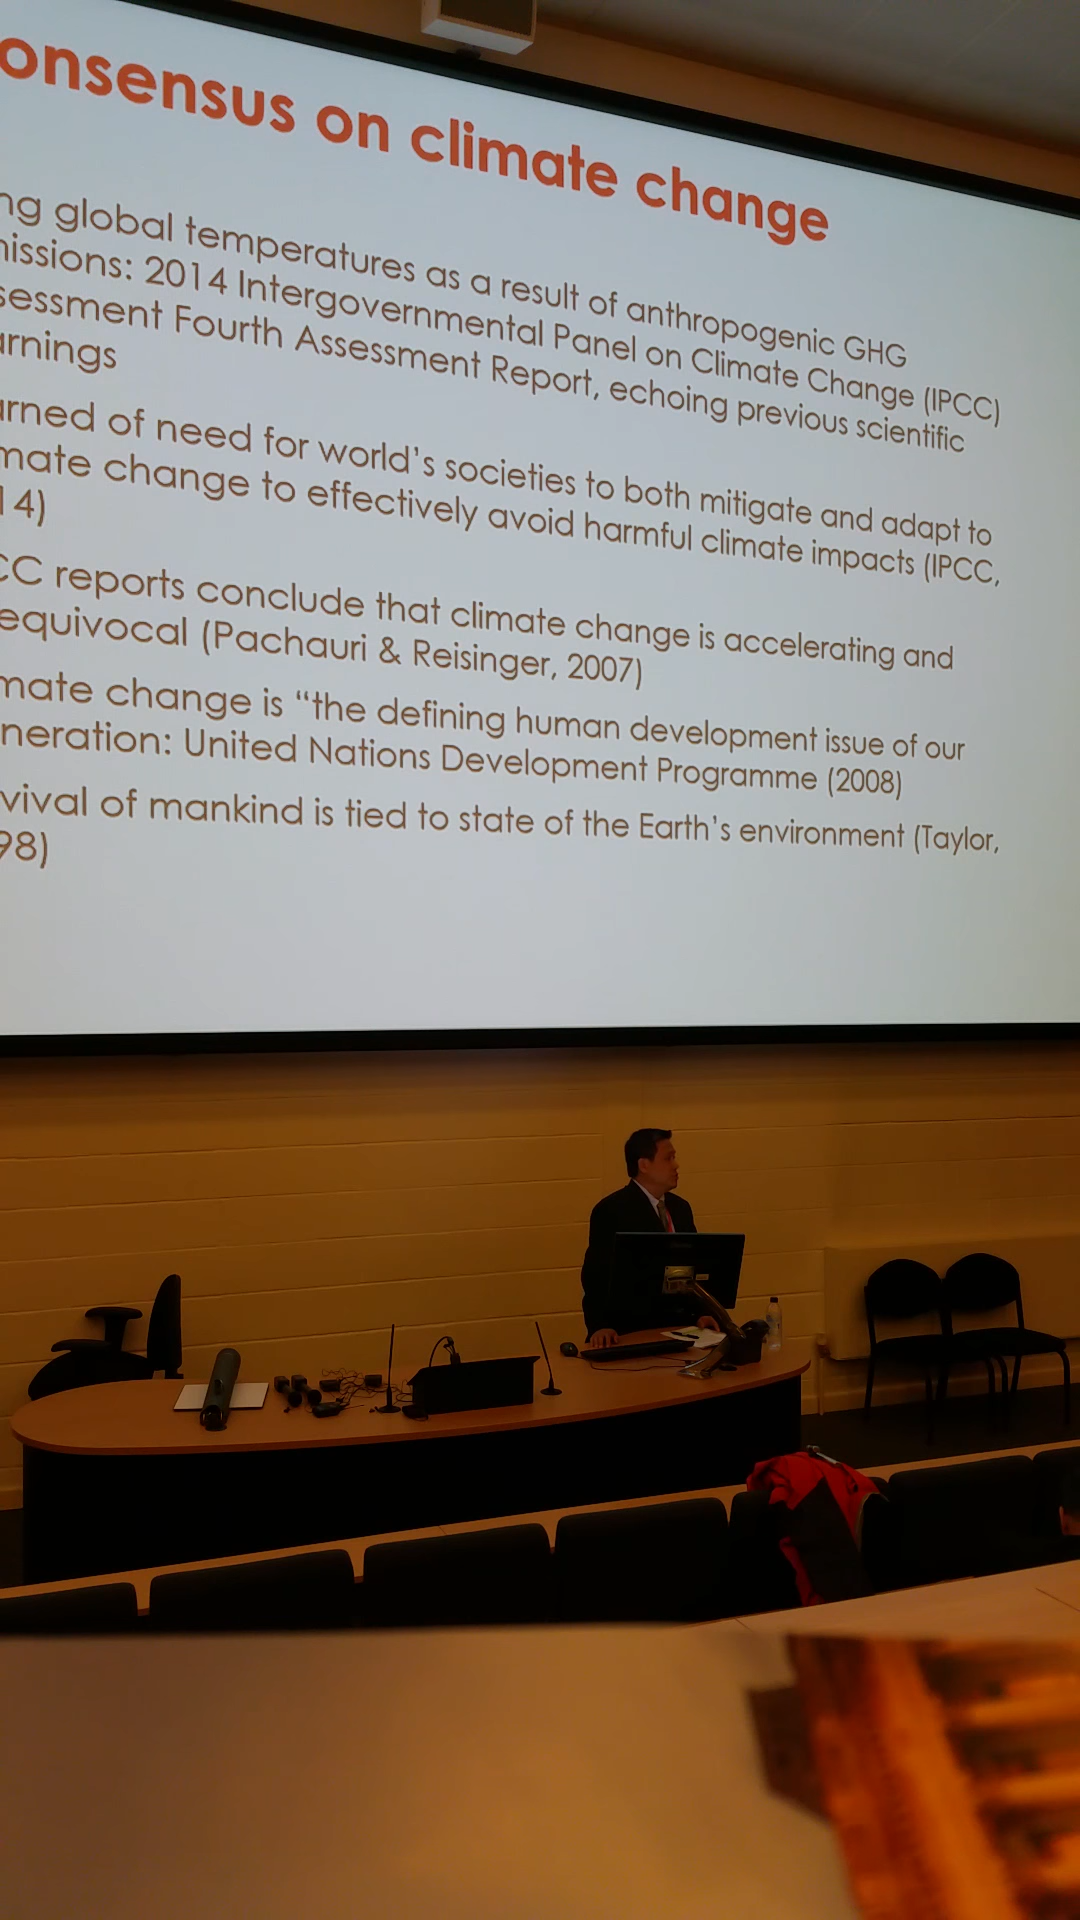 onsensus on climate change
ng global temperatures as a result of anthropogenic GHG
nissions: 2014 Intergovernmental Panel on Climate Change (IPCC)
sessment Fourth Assessment Report, echoing previous scientific
arnings
arned of need for world's societies to both mitigate and adapt to
mate change to effectively avoid harmful climate impacts (IPCC,
14)
CC reports conclude that climate change is accelerating and
equivocal (Pachauri & Reisinger, 2007)
mate change is “the defining human development issue of our
neration: United Nations Development Programme (2008)
vival of mankind is tied to state of the Earth's environment (Taylor,
98)